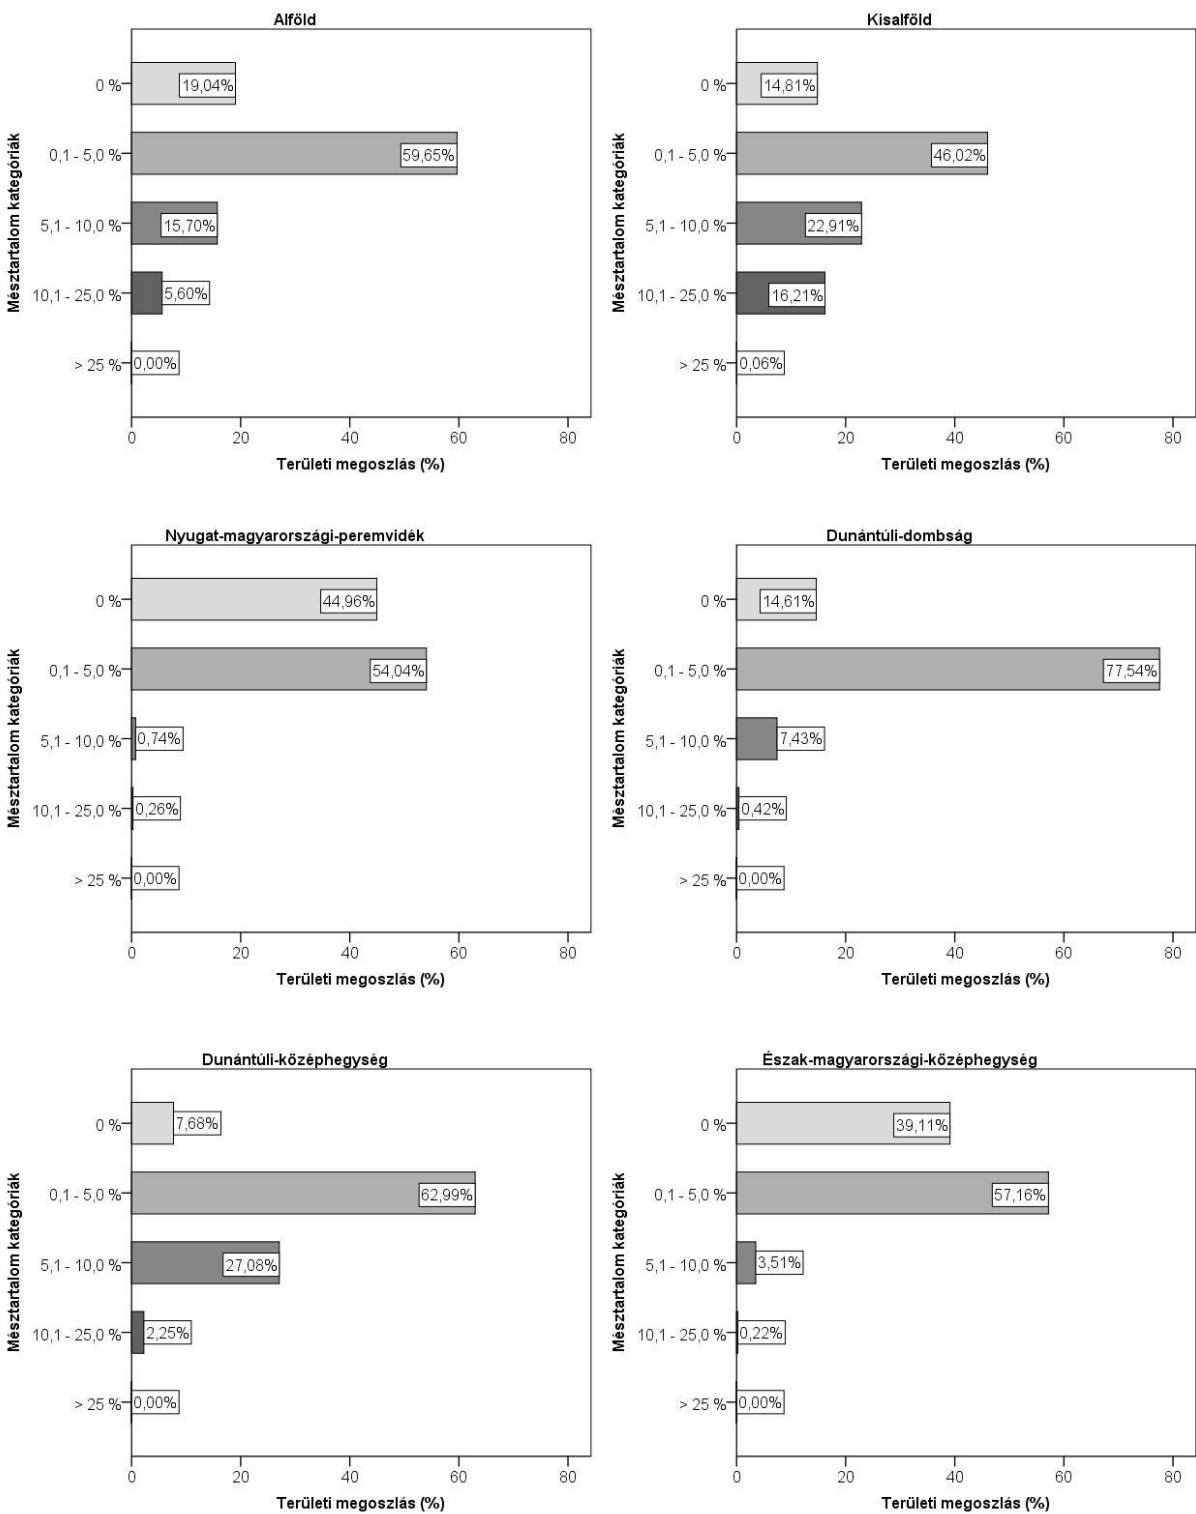 Alföld
Mésztartalom kategóriák
0 %
19,04%
0,1 - 5,0 %
59,65%
5,1 - 10,0 %
15,70%
10,1 - 25,0 %
5,60%
> 25 %
0,00%
0 20 40 60 80
Területi megoszlás (%)
Kisalföld
Mésztartalom kategóriák
0 %
14,81%
0,1 - 5,0 %
46,02%
5,1 - 10,0 %
22,91%
10,1 - 25,0 %
16,21%
> 25 %
0,06%
0 20 40 60 80
Területi megoszlás (%)
Nyugat-magyarországi-peremvidék
Mésztartalom kategóriák
0 %
44,96%
0,1 - 5,0 %
54,04%
5,1 - 10,0 %
0,74%
10,1 - 25,0 %
0,26%
> 25 %
0,00%
0 20 40 60 80
Területi megoszlás (%)
Dunántúli-dombság
Mésztartalom kategóriák
0 %
14,61%
0,1 - 5,0 %
77,54%
5,1 - 10,0 %
7,43%
10,1 - 25,0 %
0,42%
> 25 %
0,00%
0 20 40 60 80
Területi megoszlás (%)
Dunántúli-középhegység
Mésztartalom kategóriák
0 %
7,68%
0,1 - 5,0 %
62,99%
5,1 - 10,0 %
27,08%
10,1 - 25,0 %
2,25%
> 25 %
0,00%
0 20 40 60 80
Területi megoszlás (%)
Észak-magyarországi-középhegység
Mésztartalom kategóriák
0 %
39,11%
0,1 - 5,0 %
57,16%
5,1 - 10,0 %
3,51%
10,1 - 25,0 %
0,22%
> 25 %
0,00%
0 20 40 60 80
Területi megoszlás (%)